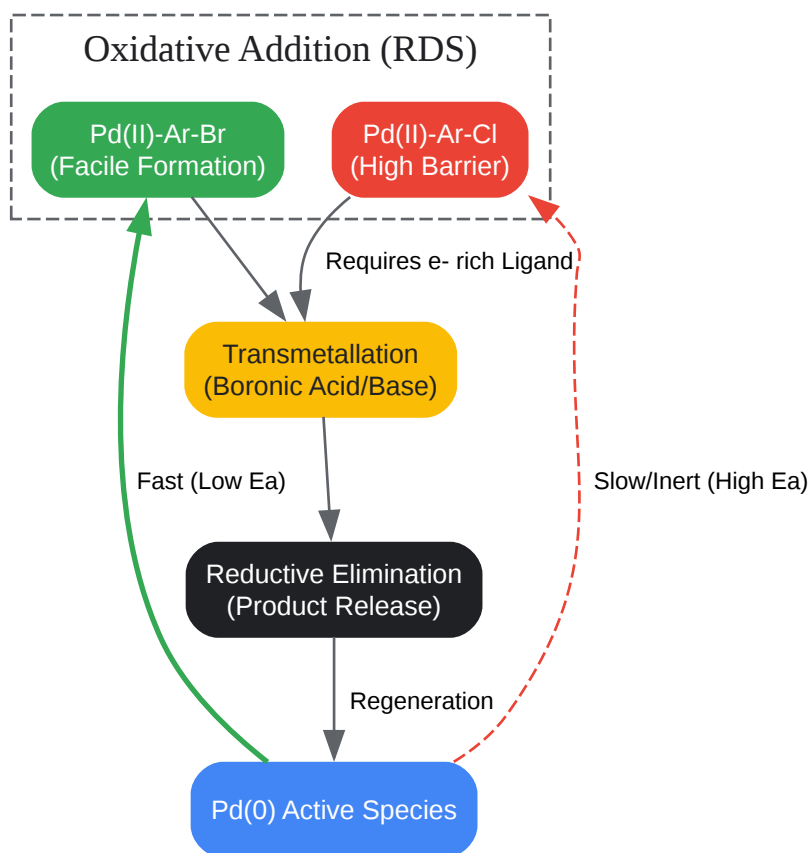 Oxidative Addition (RDS)
Pd(II)-Ar-Br
(Facile Formation)
Pd(II)-Ar-Cl
(High Barrier)
Requires e- rich Ligand
Transmetallation
(Boronic Acid/Base)
Fast (Low Ea)
Slow/Inert (High Ea)
Reductive Elimination
(Product Release)
Regeneration
Pd(0) Active Species